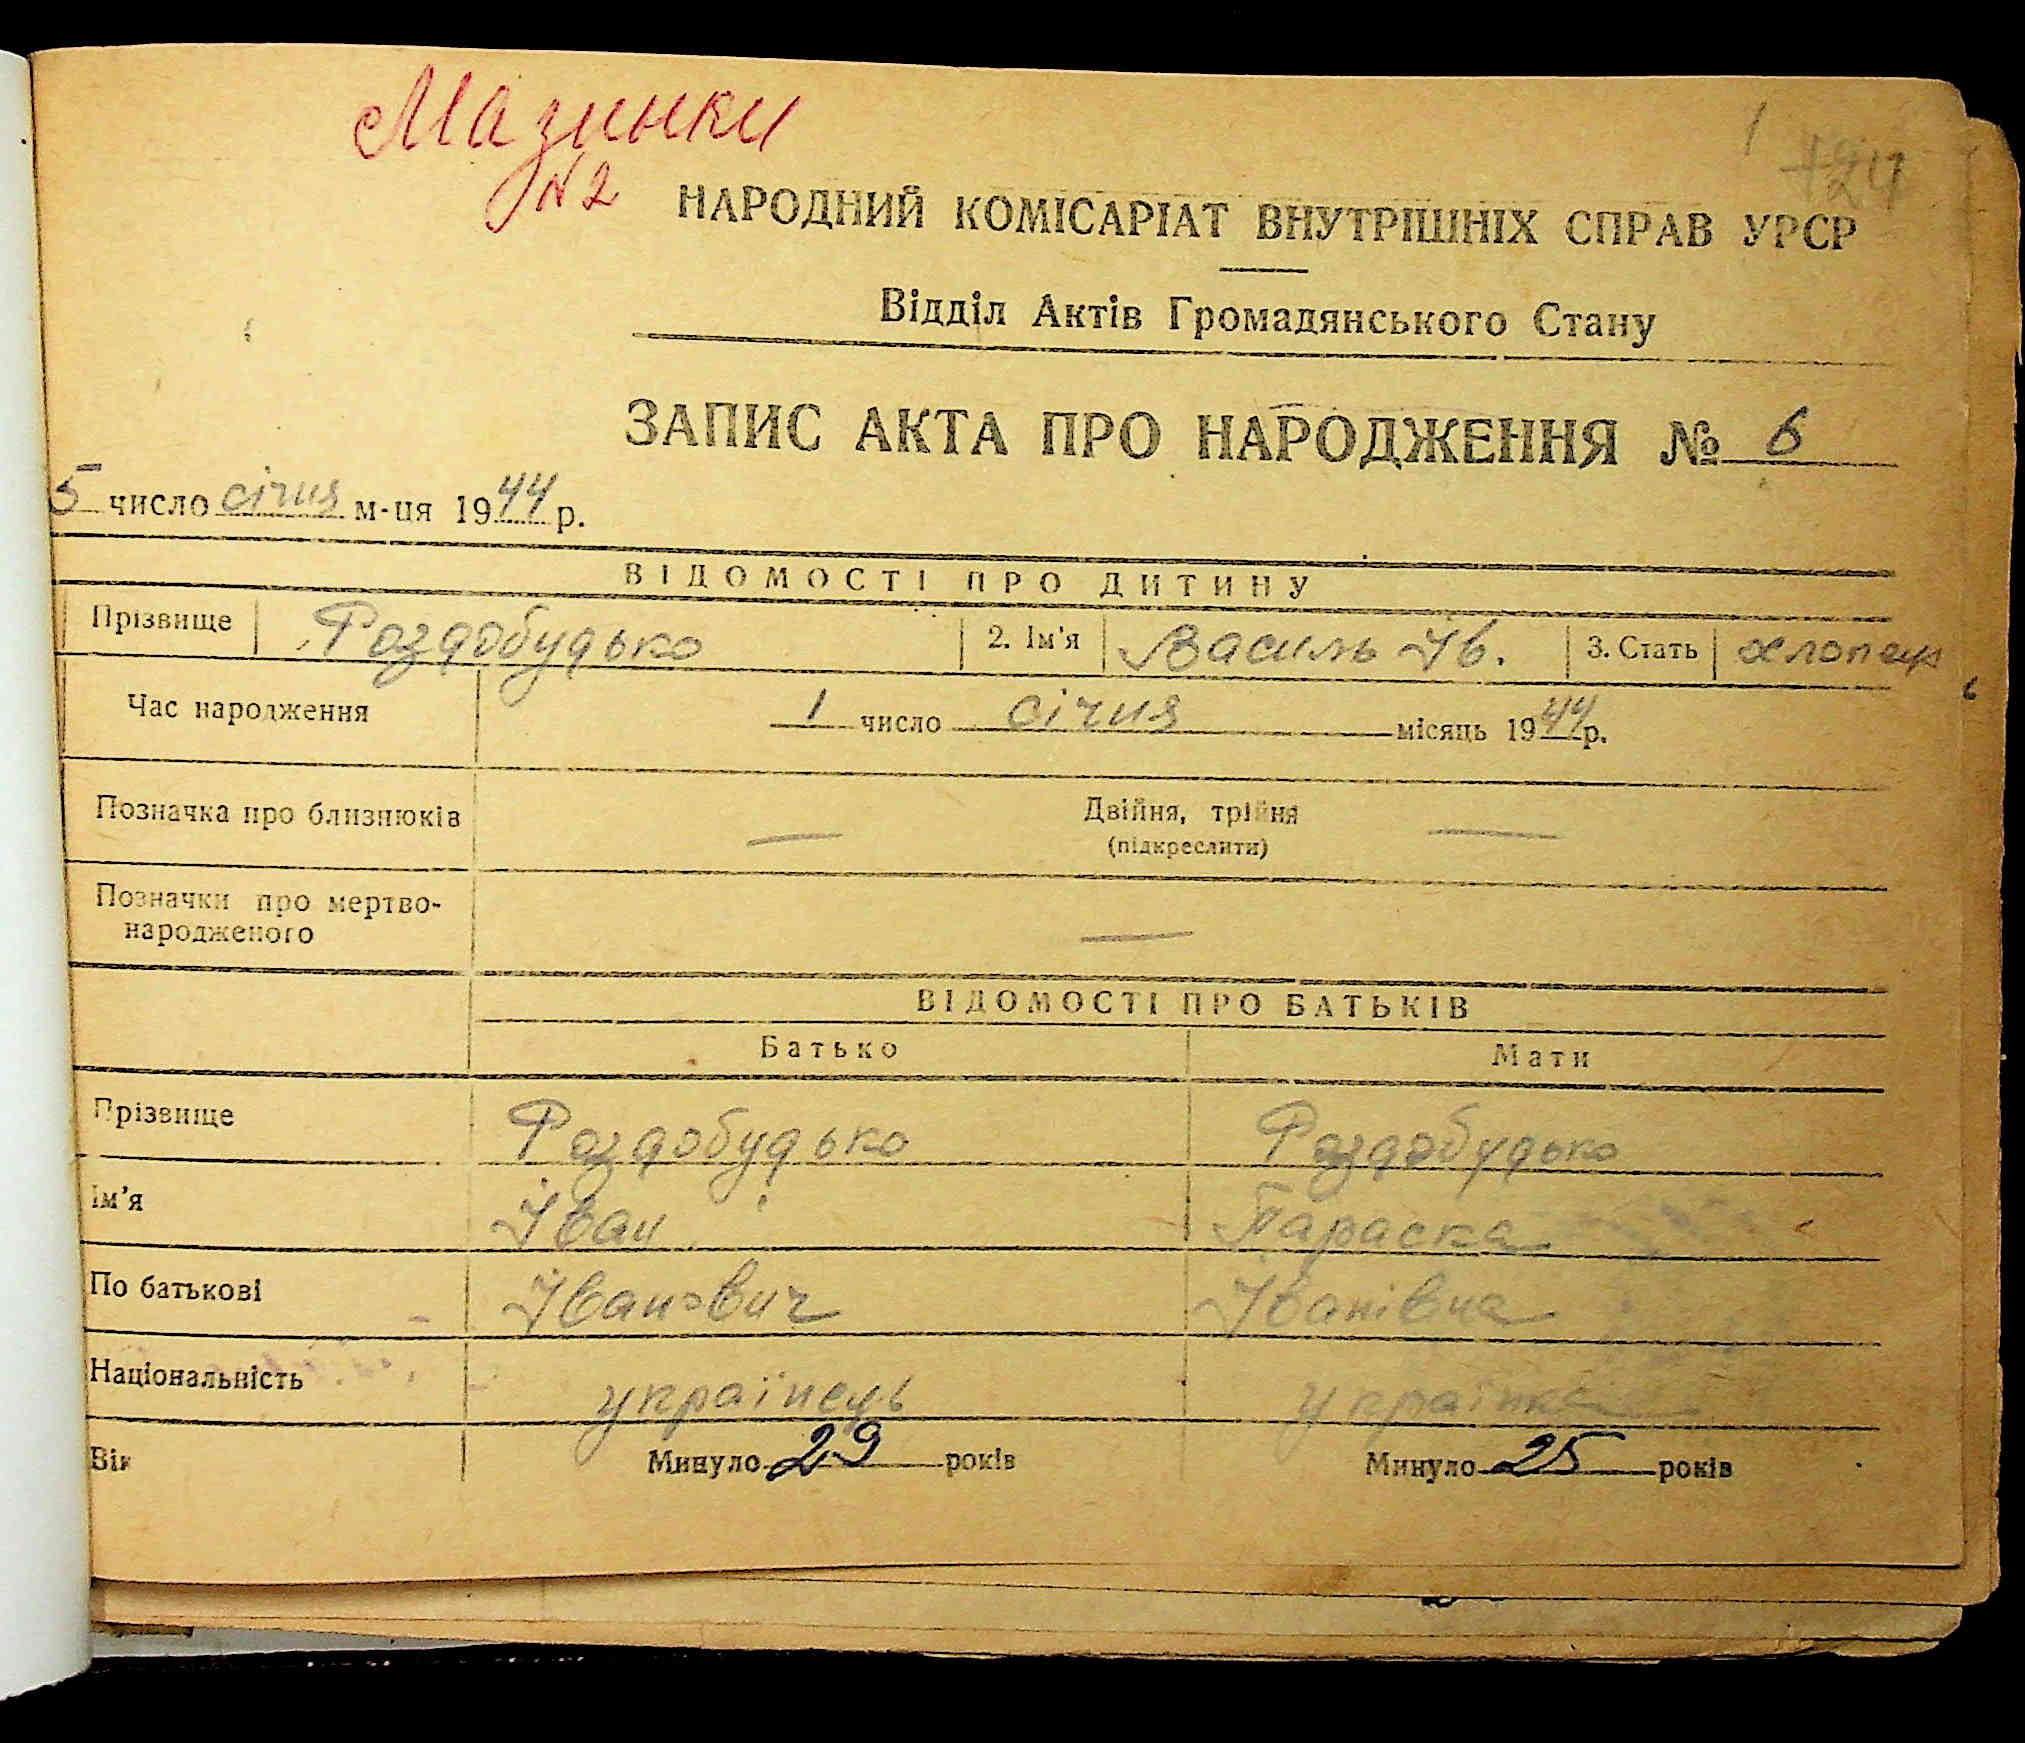 Мазинки
N2
1
24
НАРОДНИЙ КОМІСАРІАТ ВНУТРІШНІХ СПРАВ УРСР
Відділ Актів Громадянського Стану
ЗАПИС АКТА ПРО НАРОДЖЕННЯ № 6
5 число січня м-ця 1944 р.
ВІДОМОСТІ ПРО ДИТИНУ
Прізвище Роздобудько 2. Ім'я Василь Ів. 3. Стать хлопець
Час народження 1 число січня місяць 1944 р.
Позначка про близнюків — Двійня, трійня —
(підкреслити)
Позначки про мертво-
народженого —
ВІДОМОСТІ ПРО БАТЬКІВ
Батько Мати
Прізвище Роздобудько Роздобудько
Ім'я Іван Параска
По батькові Іванович Іванівна
Національність українець українка
Вік Минуло 29 років Минуло 25 років